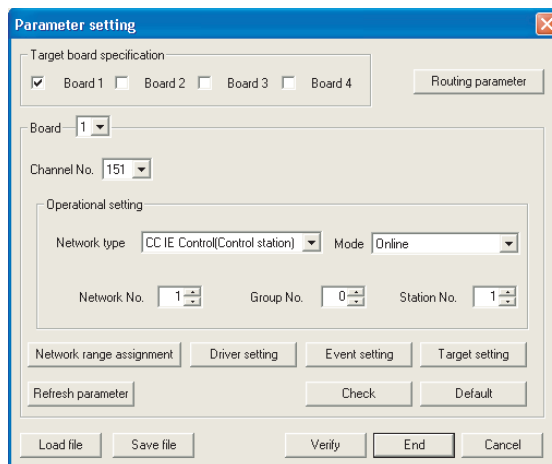 Parameter setting
Target board specification
Board 1 Board 2 Board 3 Board 4
Routing parameter
Board 1
Channel No. 151
Operational setting
Network type CC IE Control(Control station) Mode Online
Network No. 1 Group No. 0 Station No. 1
Network range assignment Driver setting Event setting Target setting
Refresh parameter Check Default
Load file Save file Verify End Cancel